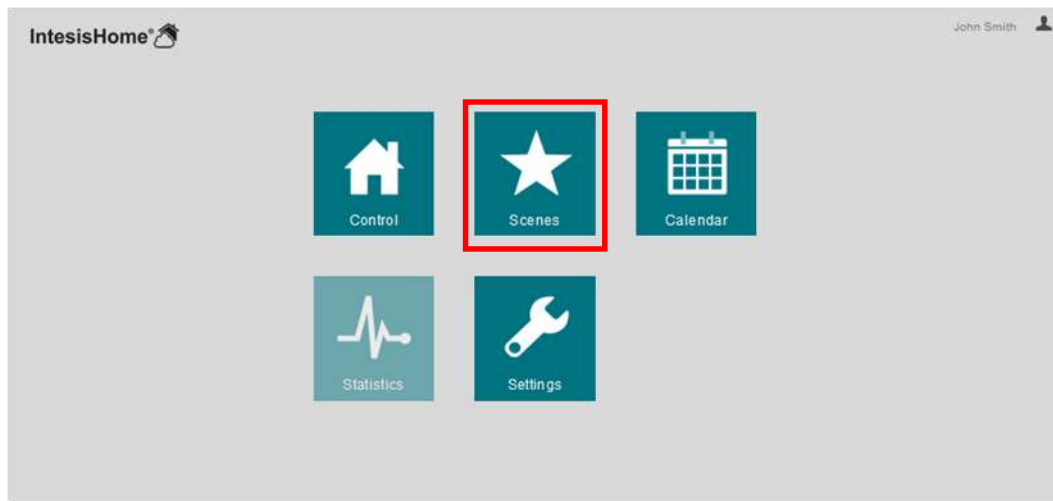 IntesisHome®
John Smith
Control
Scenes
Calendar
Statistics
Settings